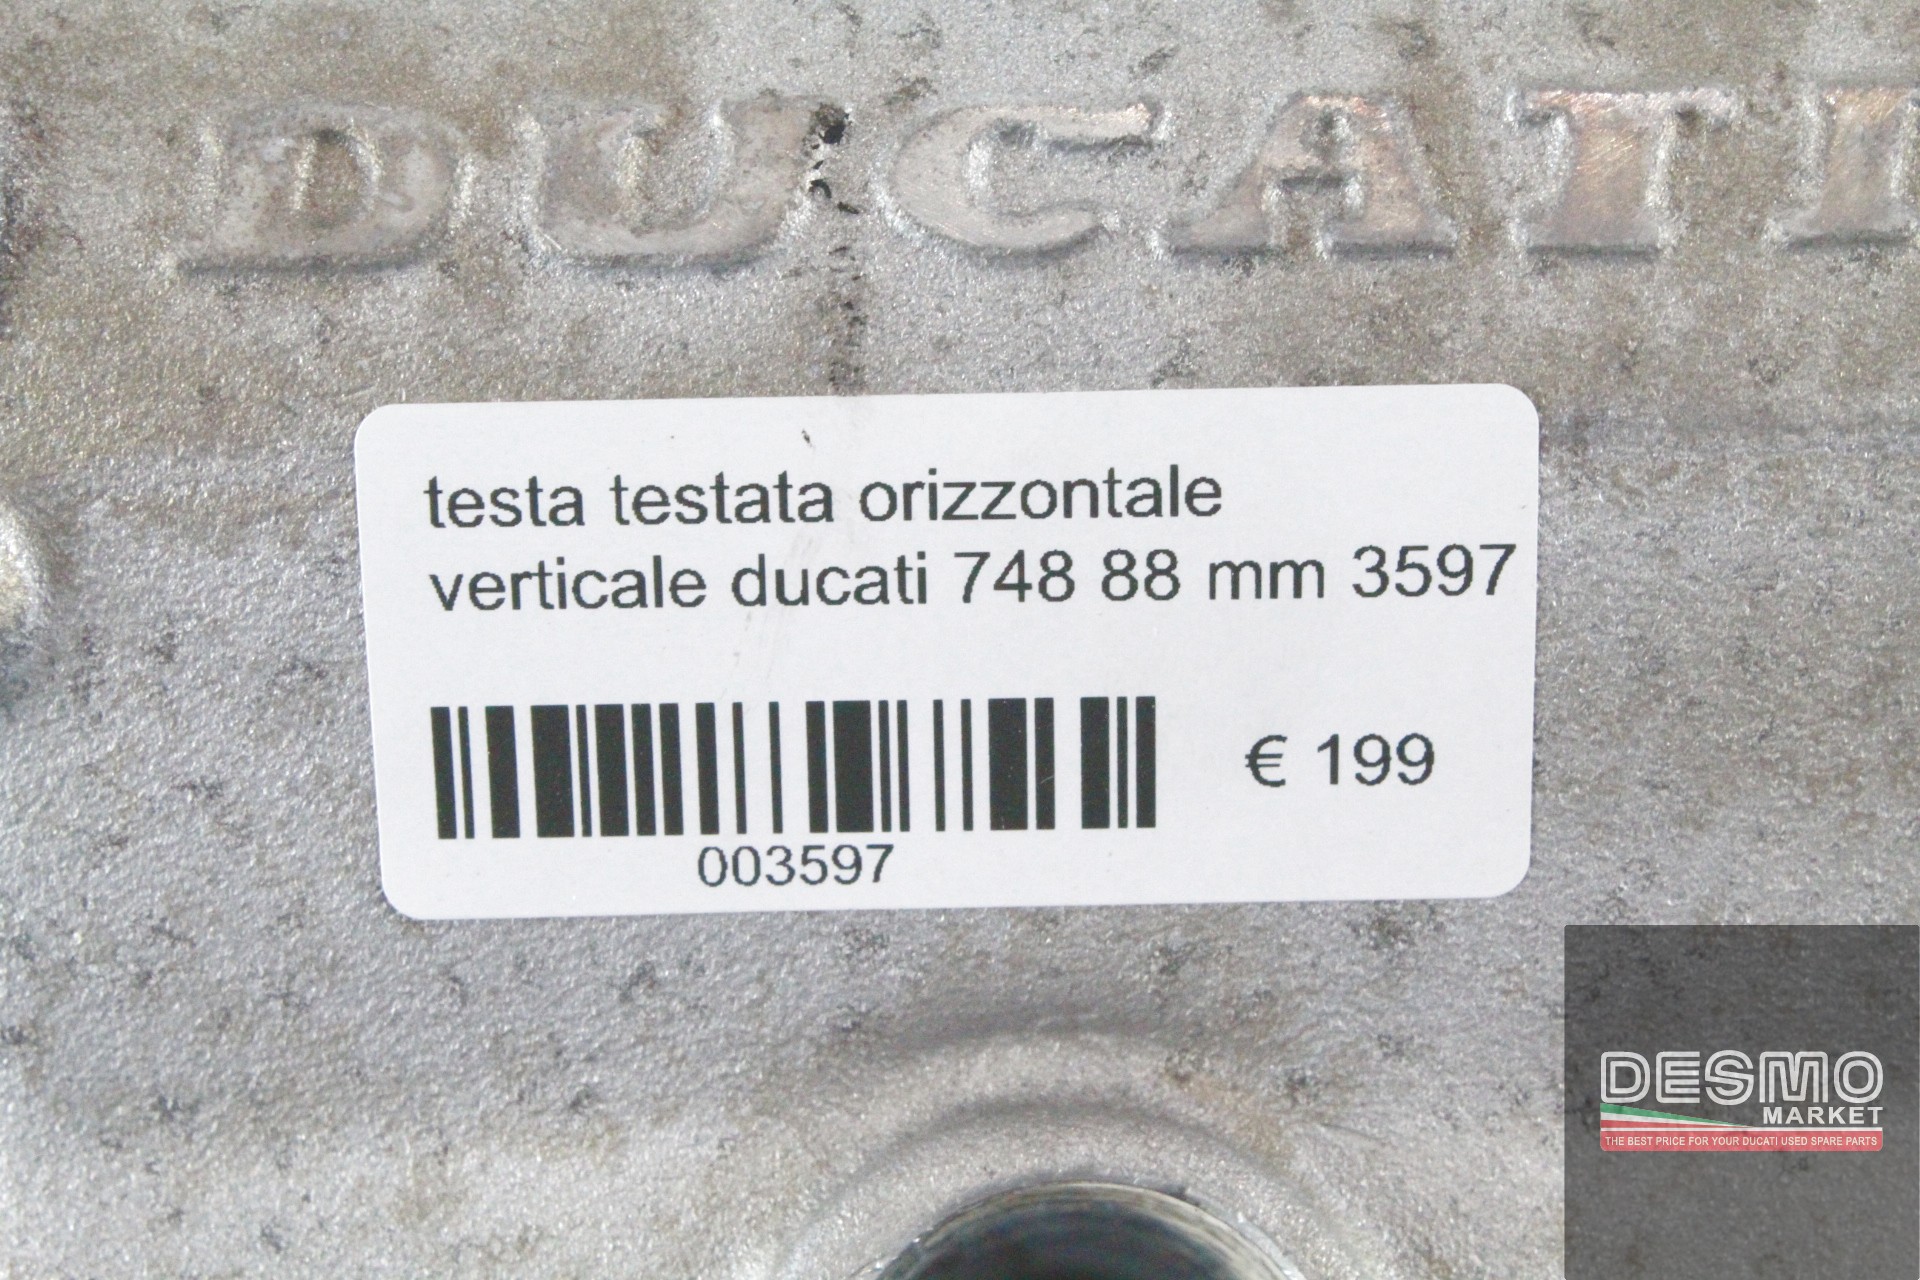 DUCATI
testa testata orizzontale
verticale ducati 748 88 mm 3597
€ 199
003597
DESMO
MARKET
THE BEST PRICE FOR YOUR DUCATI USED SPARE PARTS